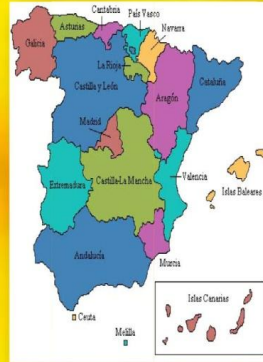 Cantabria
País Vasco
Asturias
Navarra
Galicia
La Rioja
Castilla y León
Cataluña
Aragón
Madrid
Extremadura
Castilla-La Mancha
Valencia
Islas Baleares
Andalucía
Murcia
Islas Canarias
Ceuta
Melilla